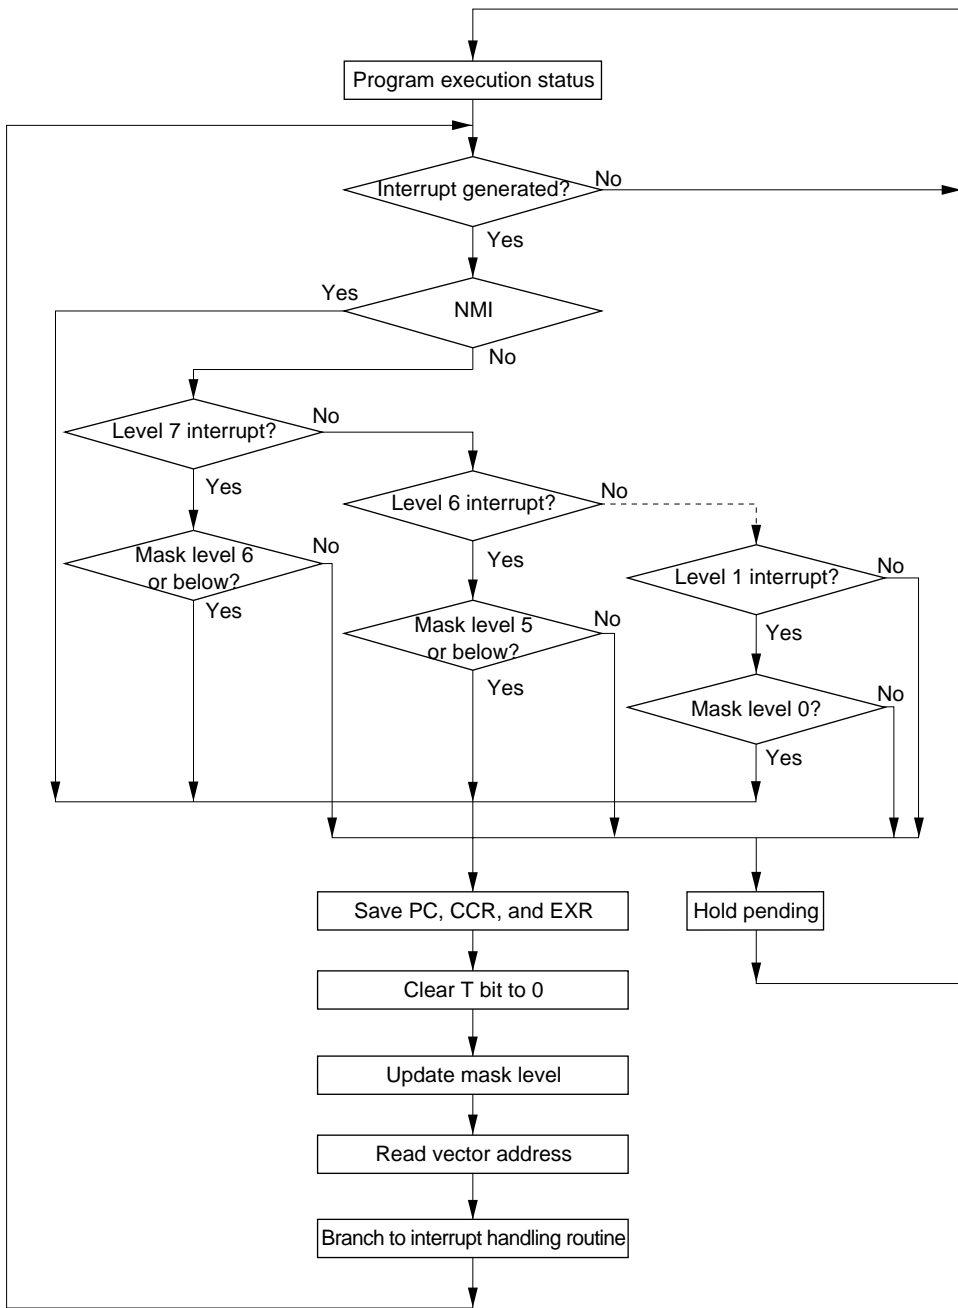 Program execution status
Interrupt generated?
No
Yes
Yes
NMI
No
Level 7 interrupt?
No
Yes
Level 6 interrupt?
No
Mask level 6
or below?
No
Yes
Level 1 interrupt?
No
Yes
Mask level 5
or below?
No
Yes
Yes
Mask level 0?
No
Yes
Save PC, CCR, and EXR
Hold pending
Clear T bit to 0
Update mask level
Read vector address
Branch to interrupt handling routine